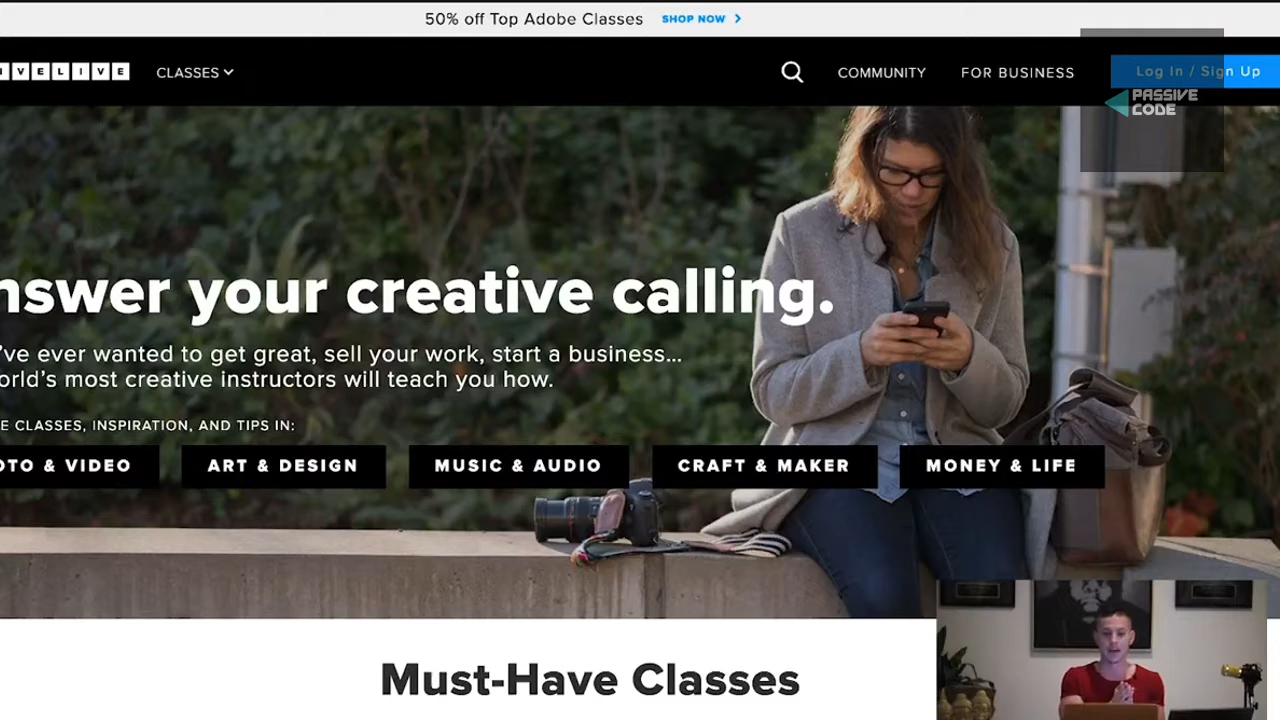 50% off Top Adobe Classes SHOP NOW
IVELIVE CLASSES COMMUNITY FOR BUSINESS Log In / Sign Up
PASSIVE
CODE
nswer your creative calling.
've ever wanted to get great, sell your work, start a business...
orld's most creative instructors will teach you how.
E CLASSES, INSPIRATION, AND TIPS IN:
OTO & VIDEO ART & DESIGN MUSIC & AUDIO CRAFT & MAKER MONEY & LIFE
Must-Have Classes